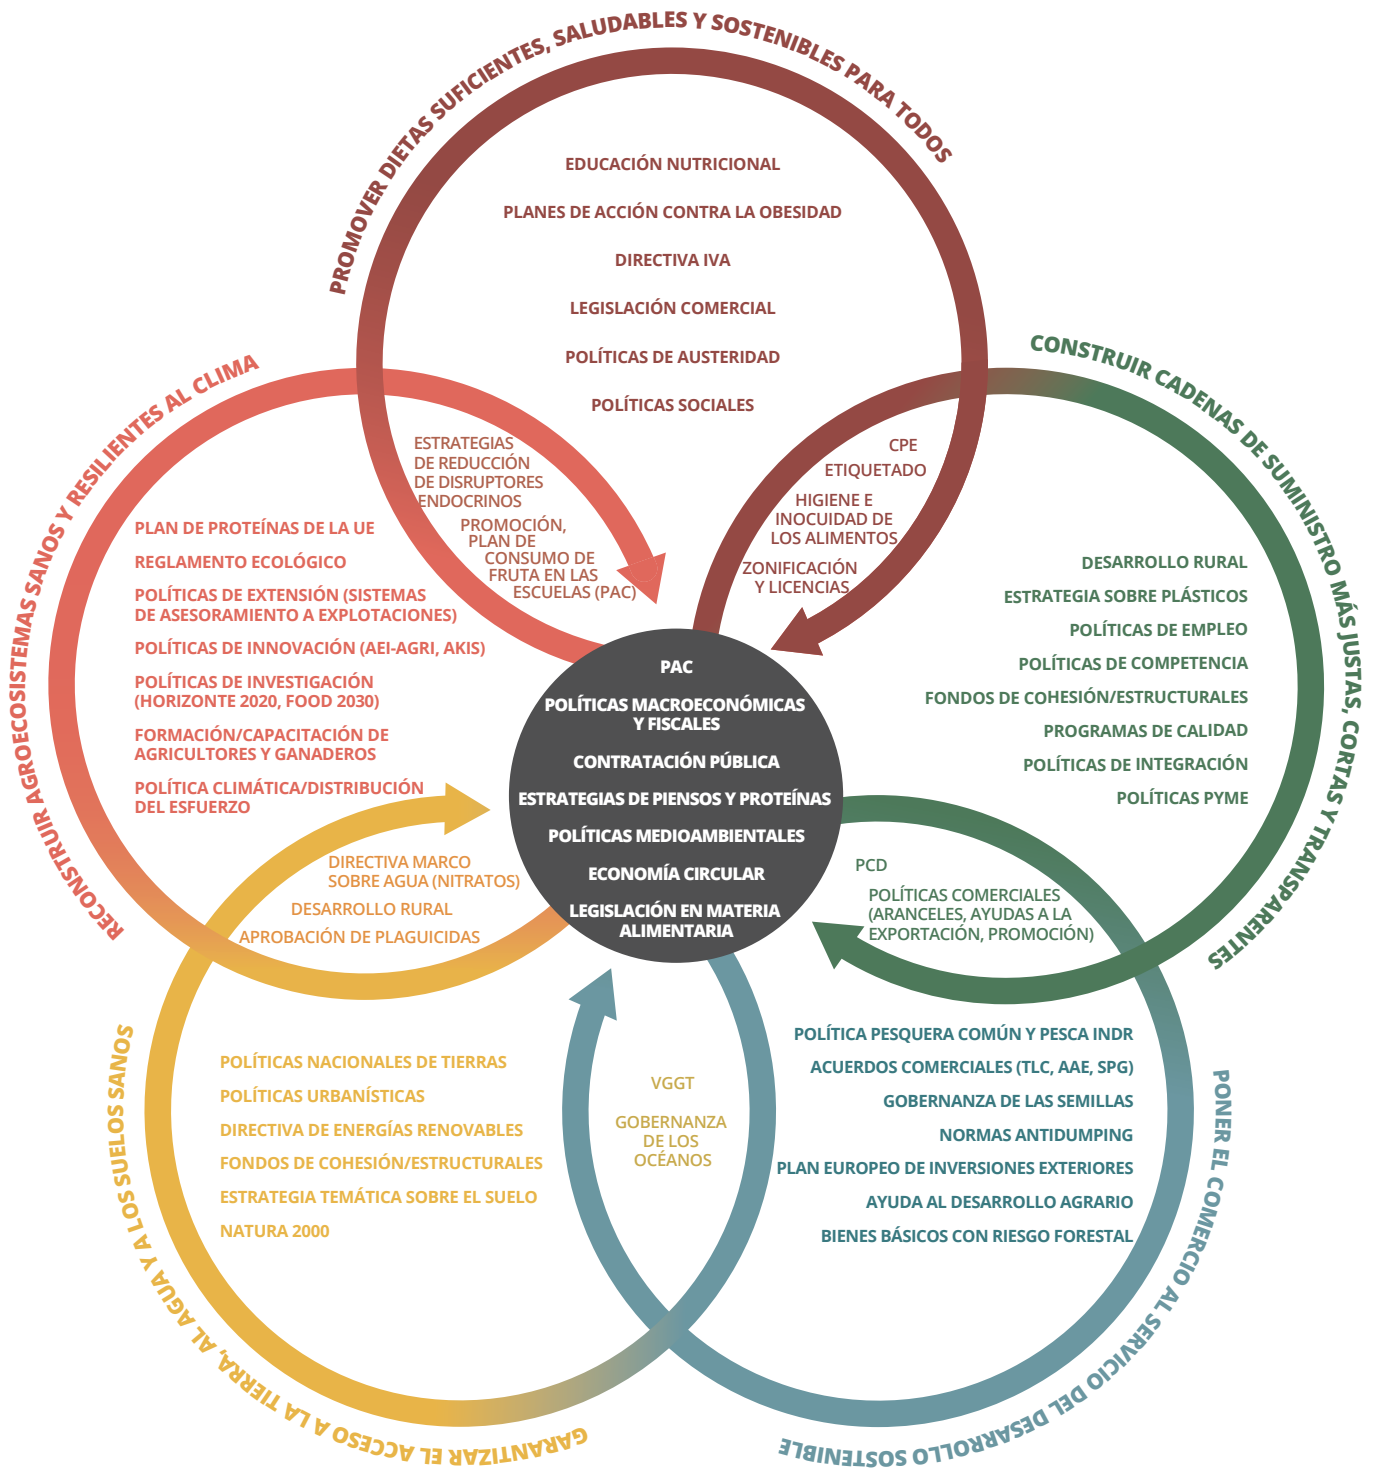 PROMOVER DIETAS SUFICIENTES, SALUDABLES Y SOSTENIBLES PARA TODOS
EDUCACIÓN NUTRICIONAL
PLANES DE ACCIÓN CONTRA LA OBESIDAD
DIRECTIVA IVA
LEGISLACIÓN COMERCIAL
POLÍTICAS DE AUSTERIDAD
POLÍTICAS SOCIALES
ESTRATEGIAS
DE REDUCCIÓN
DE DISRUPTORES
ENDOCRINOS
PROMOCIÓN,
PLAN DE
CONSUMO DE
FRUTA EN LAS
ESCUELAS (PAC)
CPE
ETIQUETADO
HIGIENE E
INOCUIDAD DE
LOS ALIMENTOS
ZONIFICACIÓN
Y LICENCIAS
RECONSTRUIR AGROECOSISTEMAS SANOS Y RESILIENTES AL CLIMA
PLAN DE PROTEÍNAS DE LA UE
REGLAMENTO ECOLÓGICO
POLÍTICAS DE EXTENSIÓN (SISTEMAS
DE ASESORAMIENTO A EXPLOTACIONES)
POLÍTICAS DE INNOVACIÓN (AEI-AGRI, AKIS)
POLÍTICAS DE INVESTIGACIÓN
(HORIZONTE 2020, FOOD 2030)
FORMACIÓN/CAPACITACIÓN DE
AGRICULTORES Y GANADEROS
POLÍTICA CLIMÁTICA/DISTRIBUCIÓN
DEL ESFUERZO
PAC
POLÍTICAS MACROECONÓMICAS
Y FISCALES
CONTRATACIÓN PÚBLICA
ESTRATEGIAS DE PIENSOS Y PROTEÍNAS
POLÍTICAS MEDIOAMBIENTALES
ECONOMÍA CIRCULAR
LEGISLACIÓN EN MATERIA
ALIMENTARIA
CONSTRUIR CADENAS DE SUMINISTRO MÁS JUSTAS, CORTAS Y TRANSPARENTES
DESARROLLO RURAL
ESTRATEGIA SOBRE PLÁSTICOS
POLÍTICAS DE EMPLEO
POLÍTICAS DE COMPETENCIA
FONDOS DE COHESIÓN/ESTRUCTURALES
PROGRAMAS DE CALIDAD
POLÍTICAS DE INTEGRACIÓN
POLÍTICAS PYME
DIRECTIVA MARCO
SOBRE AGUA (NITRATOS)
DESARROLLO RURAL
APROBACIÓN DE PLAGUICIDAS
PCD
POLÍTICAS COMERCIALES
(ARANCELES, AYUDAS A LA
EXPORTACIÓN, PROMOCIÓN)
GARANTIZAR EL ACCESO A LA TIERRA, AL AGUA Y A LOS SUELOS SANOS
POLÍTICAS NACIONALES DE TIERRAS
POLÍTICAS URBANÍSTICAS
DIRECTIVA DE ENERGÍAS RENOVABLES
FONDOS DE COHESIÓN/ESTRUCTURALES
ESTRATEGIA TEMÁTICA SOBRE EL SUELO
NATURA 2000
VGGT
GOBERNANZA
DE LOS
OCÉANOS
POLÍTICA PESQUERA COMÚN Y PESCA INDR
ACUERDOS COMERCIALES (TLC, AAE, SPG)
GOBERNANZA DE LAS SEMILLAS
NORMAS ANTIDUMPING
PLAN EUROPEO DE INVERSIONES EXTERIORES
AYUDA AL DESARROLLO AGRARIO
BIENES BÁSICOS CON RIESGO FORESTAL
PONER EL COMERCIO AL SERVICIO DEL DESARROLLO SOSTENIBLE